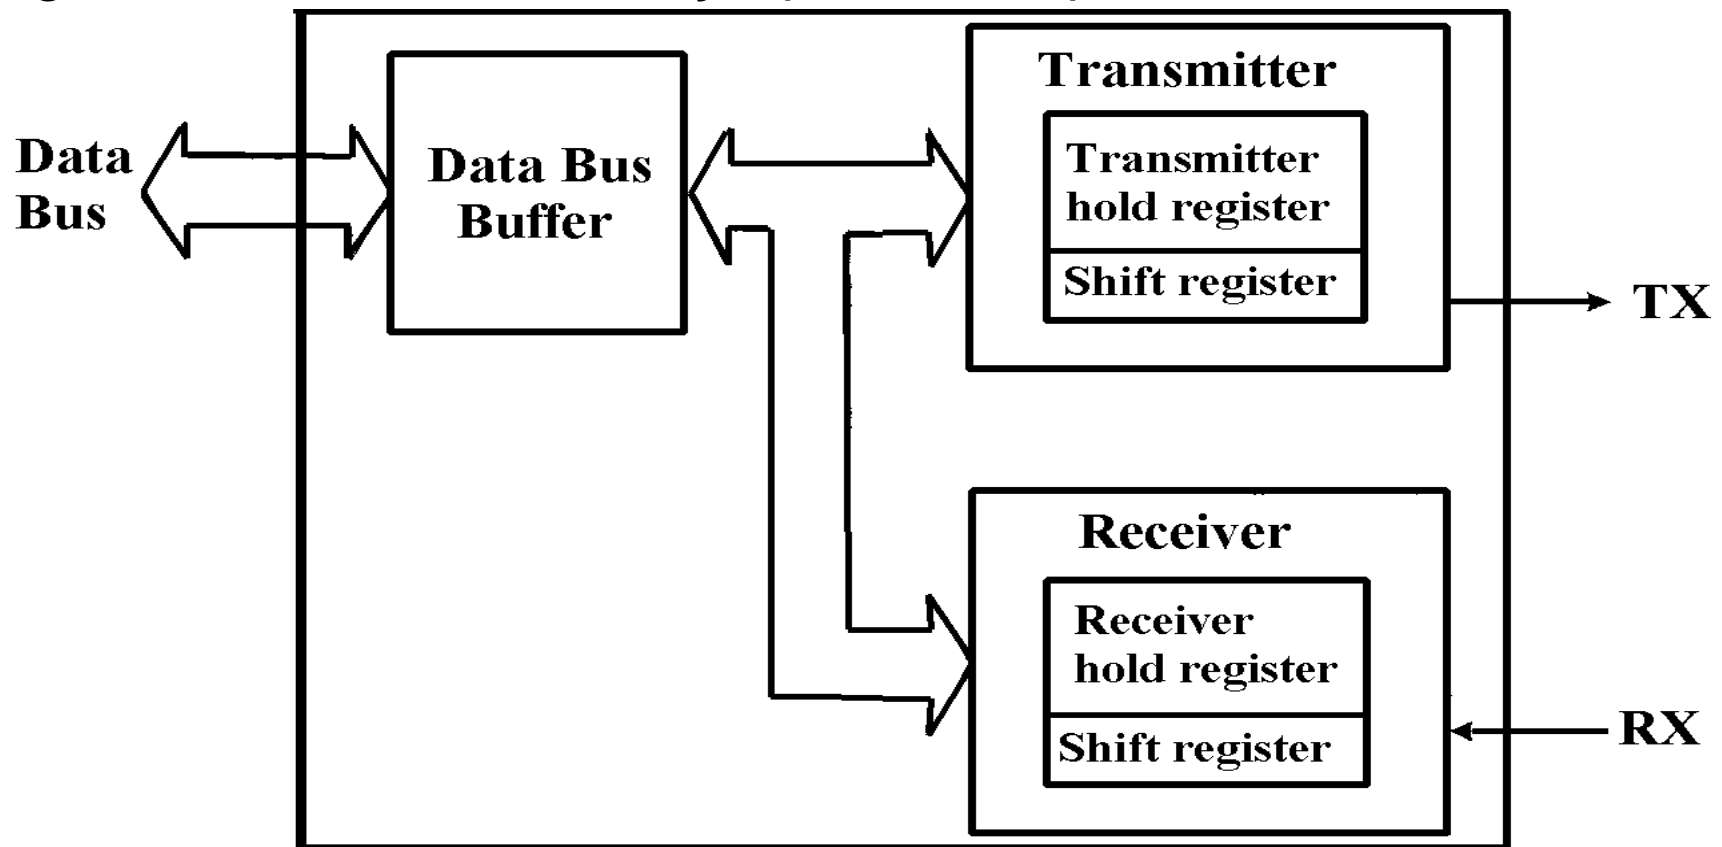 Data
Bus
Data Bus
Buffer
Transmitter
Transmitter
hold register
Shift register
TX
Receiver
Receiver
hold register
Shift register
RX